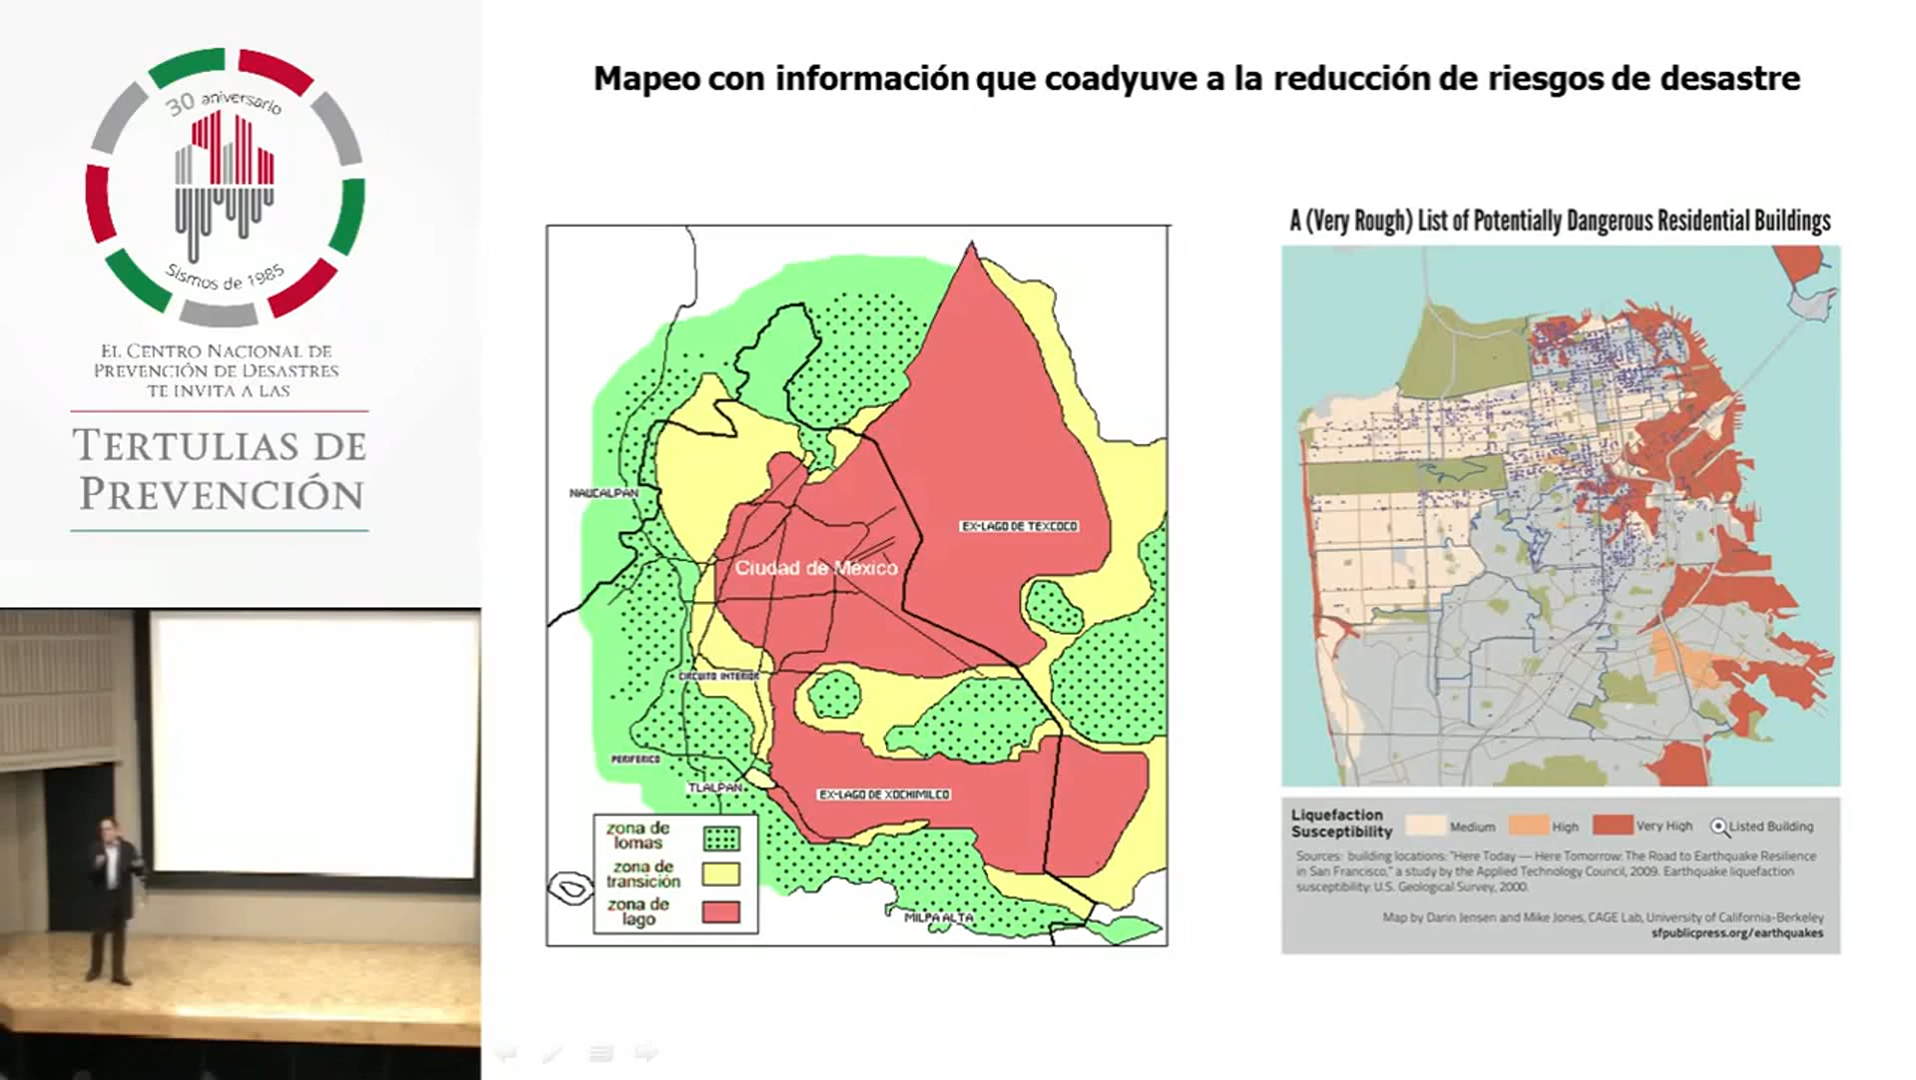 30 aniversario
Sismos de 1985
EL CENTRO NACIONAL DE
PREVENCIÓN DE DESASTRES
TE INVITA A LAS
TERTULIAS DE
PREVENCIÓN
Mapeo con información que coadyuve a la reducción de riesgos de desastre
NAUCALPAN
EX-LAGO DE TEXCOCO
Ciudad de México
CIRCUITO INTERIOR
PERIFERICO
TLALPAN
EX-LAGO DE XOCHIMILCO
MILPA ALTA
zona de
lomas
zona de
transición
zona de
lago
A (Very Rough) List of Potentially Dangerous Residential Buildings
Liquefaction
Susceptibility
Medium
High
Very High
Listed Building
Sources: building locations: "Here Today — Here Tomorrow: The Road to Earthquake Resilience
in San Francisco," a study by the Applied Technology Council, 2009. Earthquake liquefaction
susceptibility: U.S. Geological Survey, 2000.
Map by Darin Jensen and Mike Jones, CAGE Lab, University of California-Berkeley
sfpublicpress.org/earthquakes